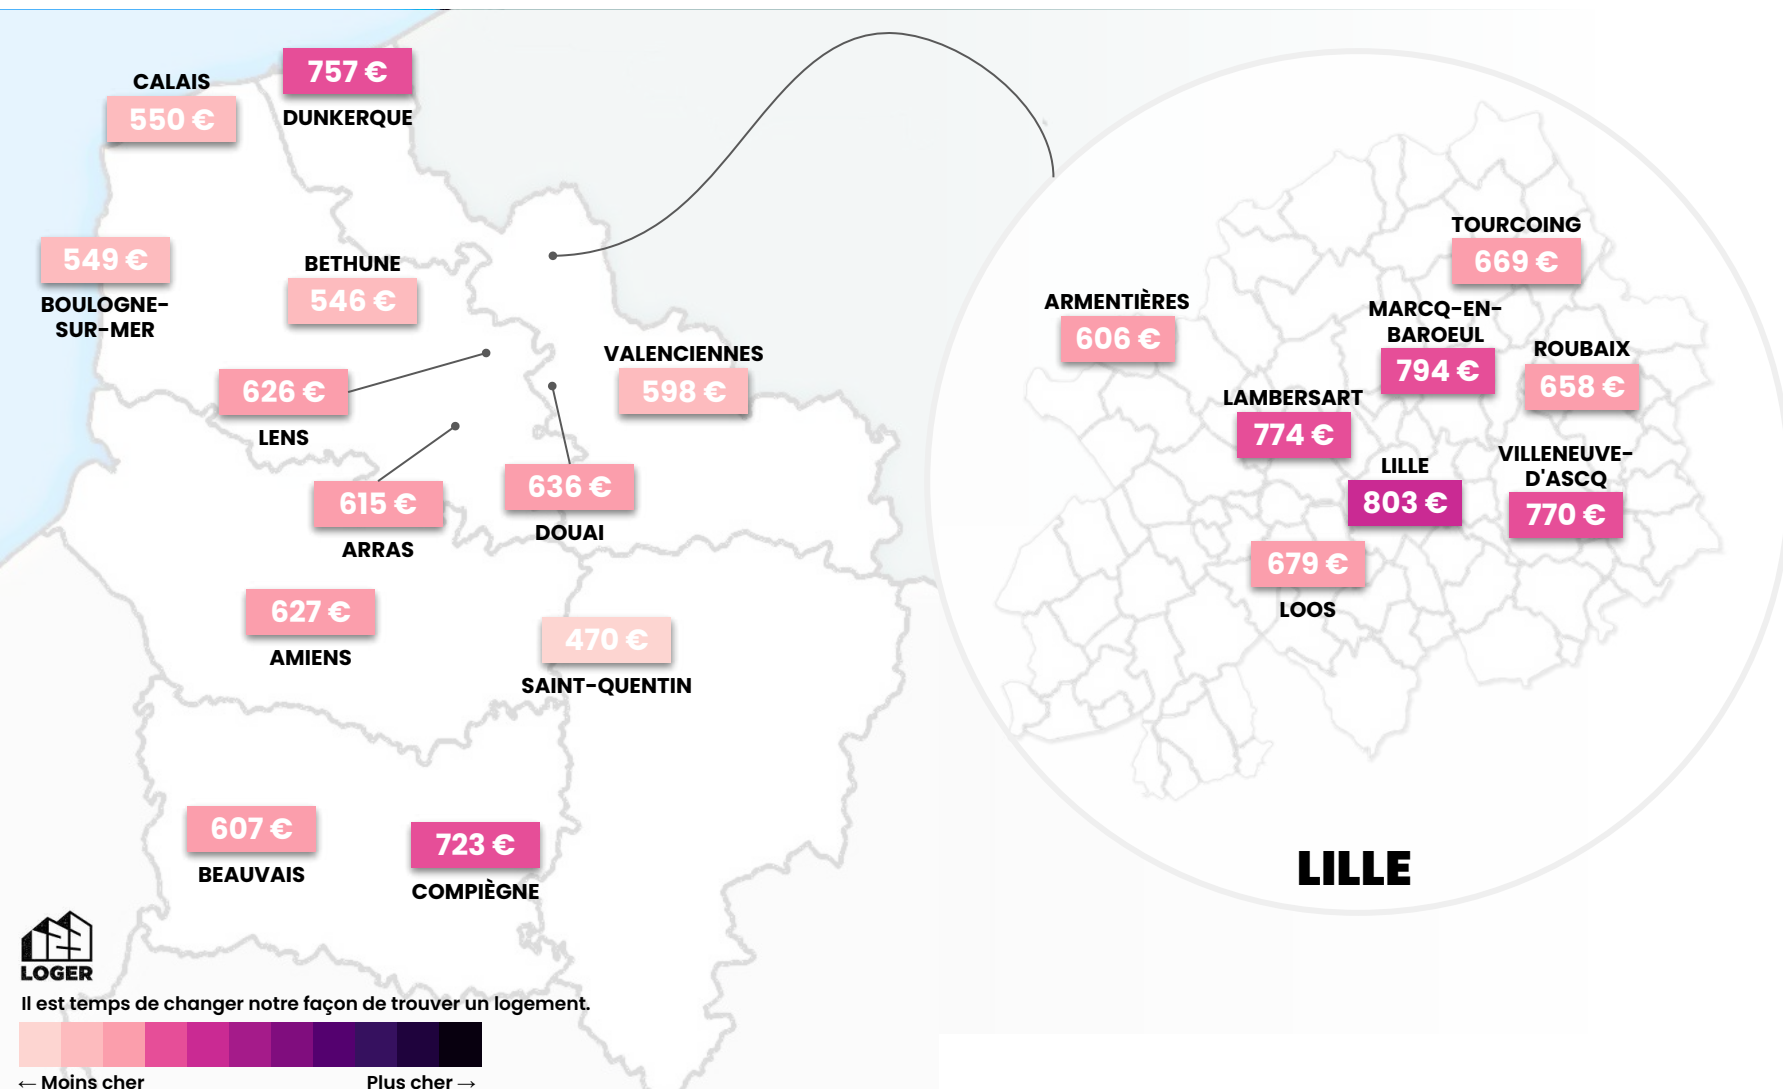 757 €
DUNKERQUE
CALAIS
550 €
549 €
BOULOGNE-
SUR-MER
BETHUNE
546 €
VALENCIENNES
598 €
626 €
LENS
615 €
ARRAS
636 €
DOUAI
627 €
AMIENS
470 €
SAINT-QUENTIN
607 €
BEAUVAIS
723 €
COMPIÈGNE
TOURCOING
669 €
ARMENTIÈRES
606 €
MARCQ-EN-
BAROEUL
794 €
ROUBAIX
658 €
LAMBERSART
774 €
LILLE
803 €
VILLENEUVE-
D'ASCQ
770 €
679 €
LOOS
LILLE
123
LOGER
Il est temps de changer notre façon de trouver un logement.
← Moins cher
Plus cher →